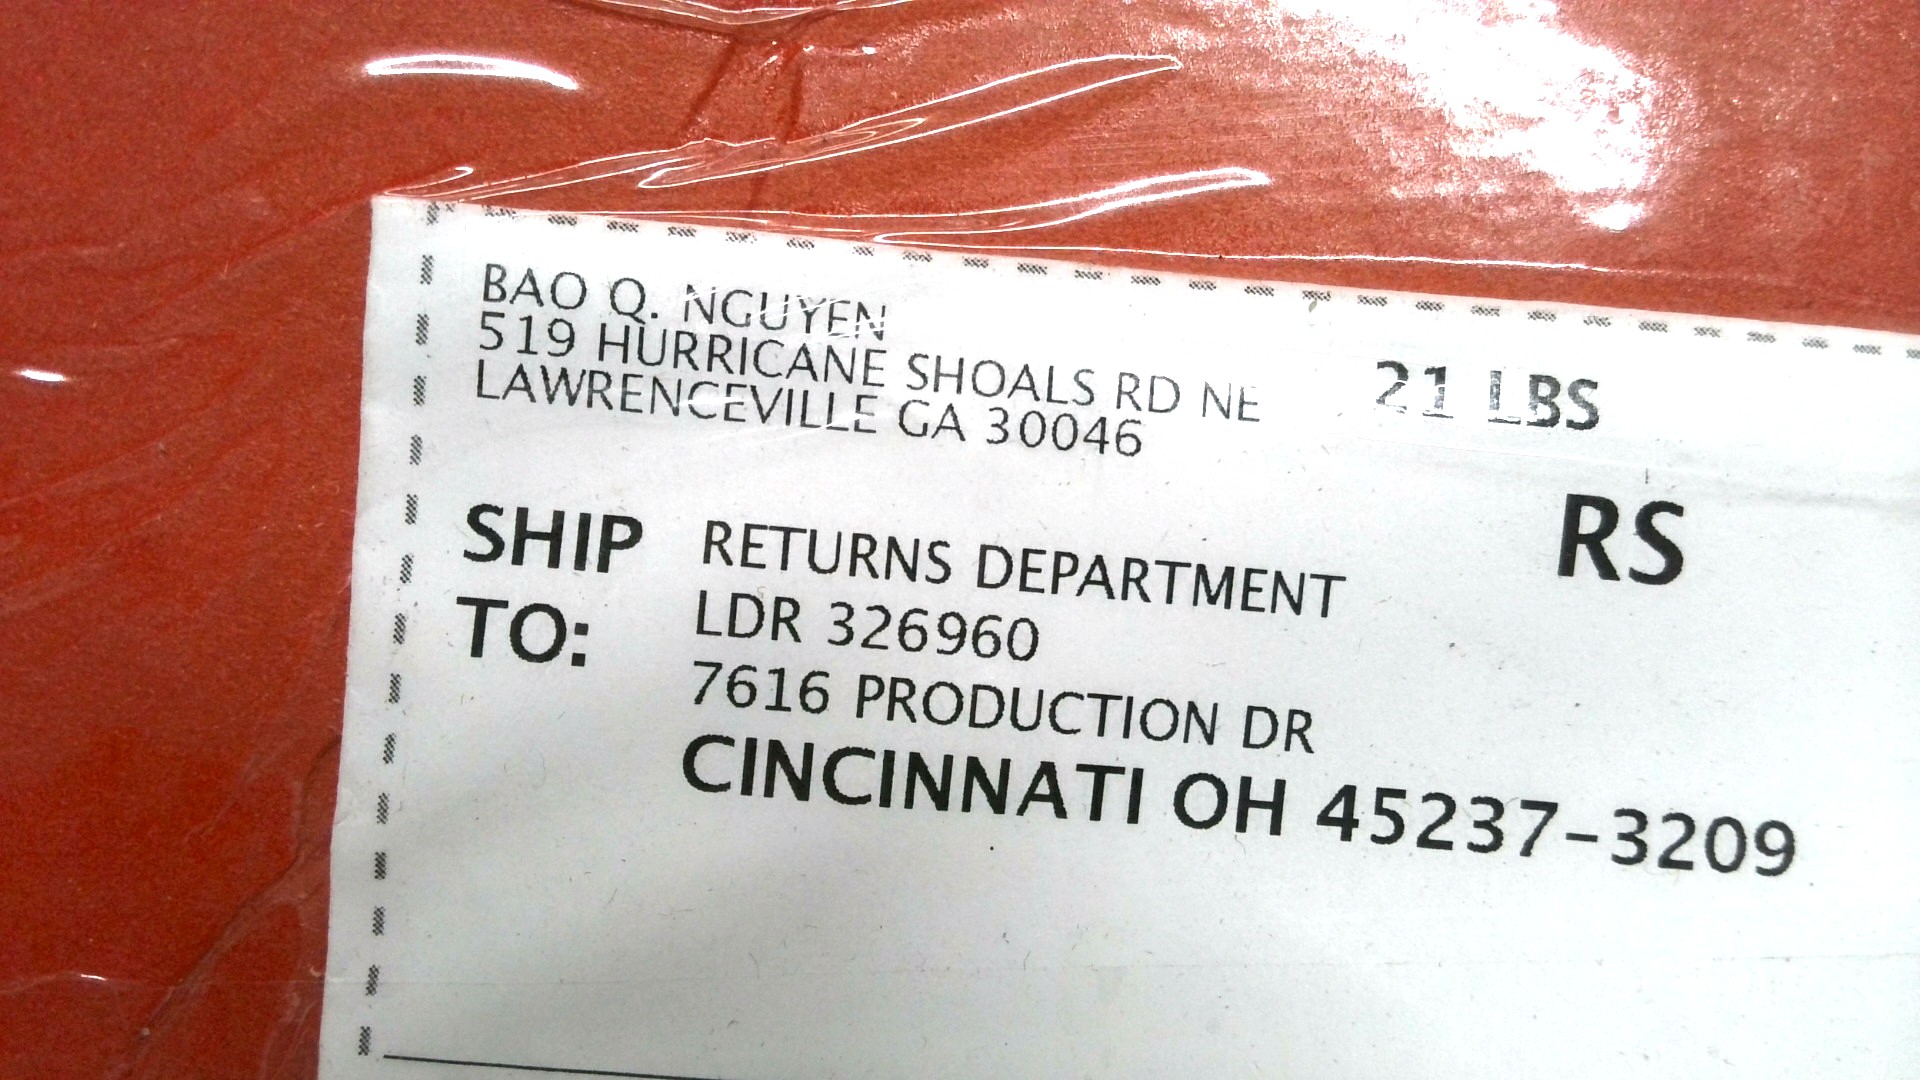 BAO Q. NGUYEN
519 HURRICANE SHOALS RD NE
LAWRENCEVILLE GA 30046
21 LBS
RS
SHIP TO:
RETURNS DEPARTMENT
LDR 326960
7616 PRODUCTION DR
CINCINNATI OH 45237-3209